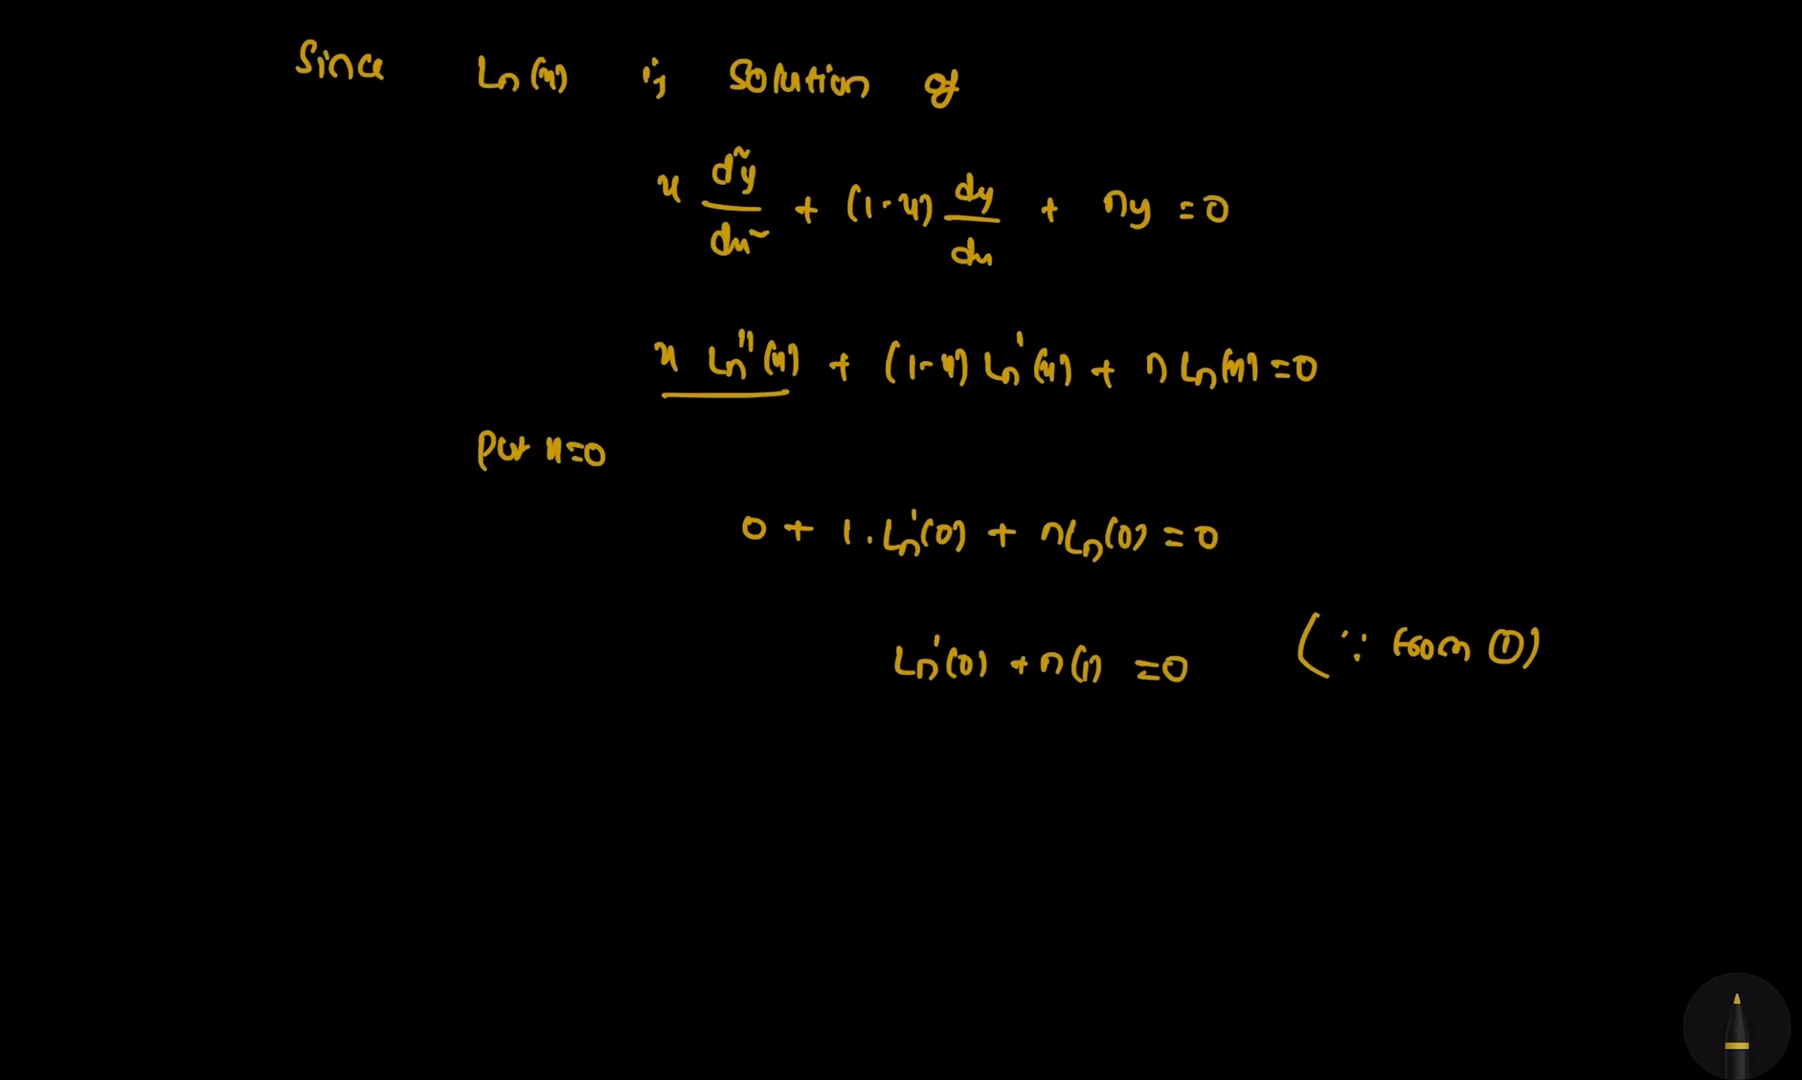 Since Ln(x) is solution of
x d²y/dx² + (1-x) dy/dx + ny = 0
x Ln''(x) + (1-x) Ln'(x) + n Ln(x) = 0
put x=0
0 + 1. Ln'(0) + nLn(0) = 0
Ln'(0) + n(1) = 0 (∵ from ①)